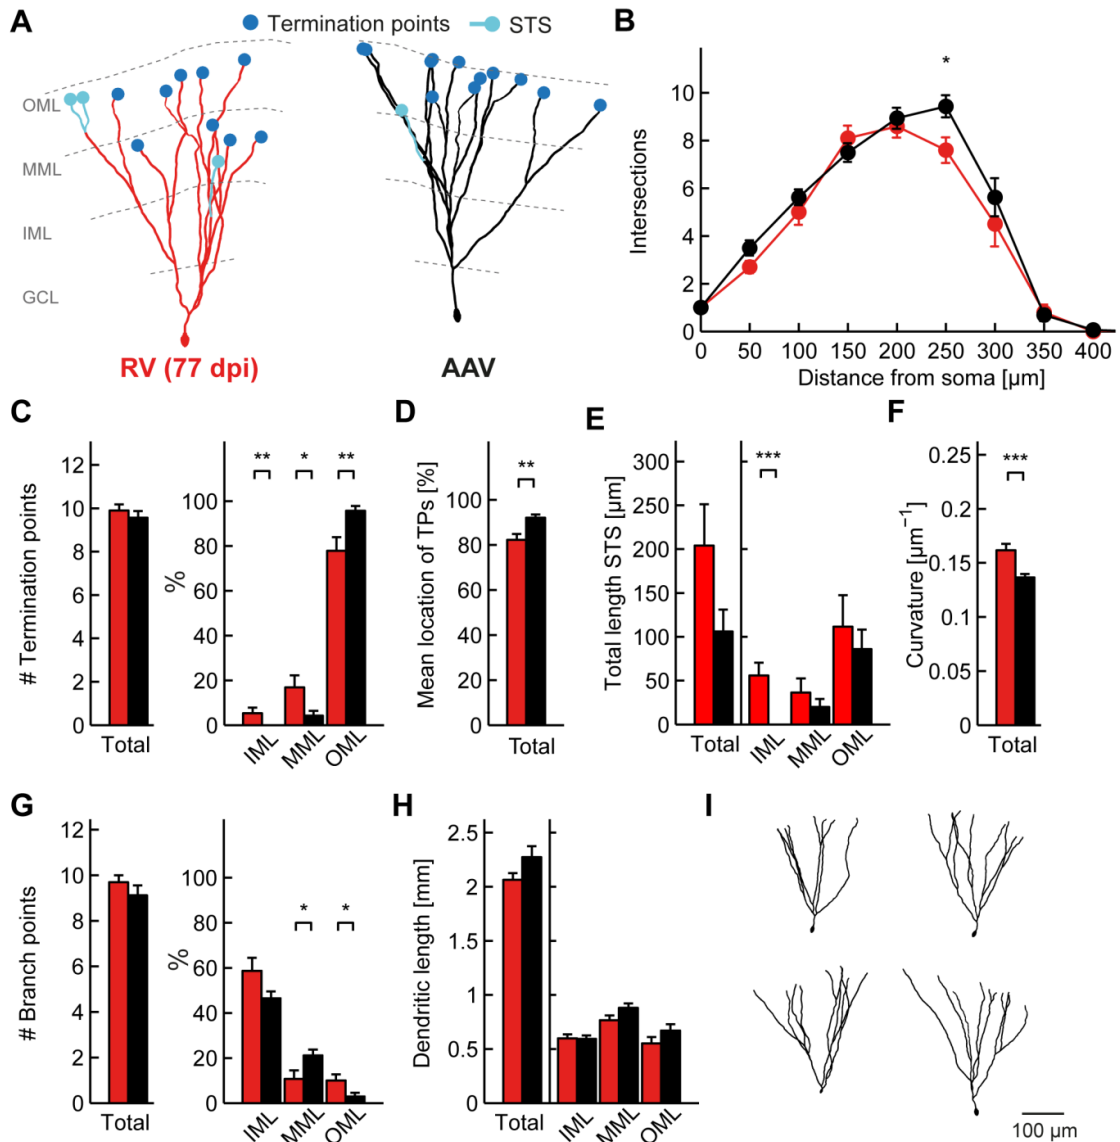 A
Termination points
STS
OML
MML
IML
GCL
RV (77 dpi)
AAV
B
*
10
8
6
4
2
0
Intersections
0 50 100 150 200 250 300 350 400
Distance from soma [µm]
C
# Termination points
12
10
8
6
4
2
0
Total
%
100
80
60
40
20
0
** * **
IML MML OML
D
Mean location of TPs [%]
100
80
60
40
20
0
**
Total
E
Total length STS [µm]
300
250
200
150
100
50
0
***
Total IML MML OML
F
Curvature [µm⁻¹]
0.25
0.2
0.15
0.1
0.05
0
***
Total
G
# Branch points
12
10
8
6
4
2
0
Total
%
100
80
60
40
20
0
* *
IML MML OML
H
Dendritic length [mm]
2.5
2
1.5
1
0.5
0
Total IML MML OML
I
100 µm